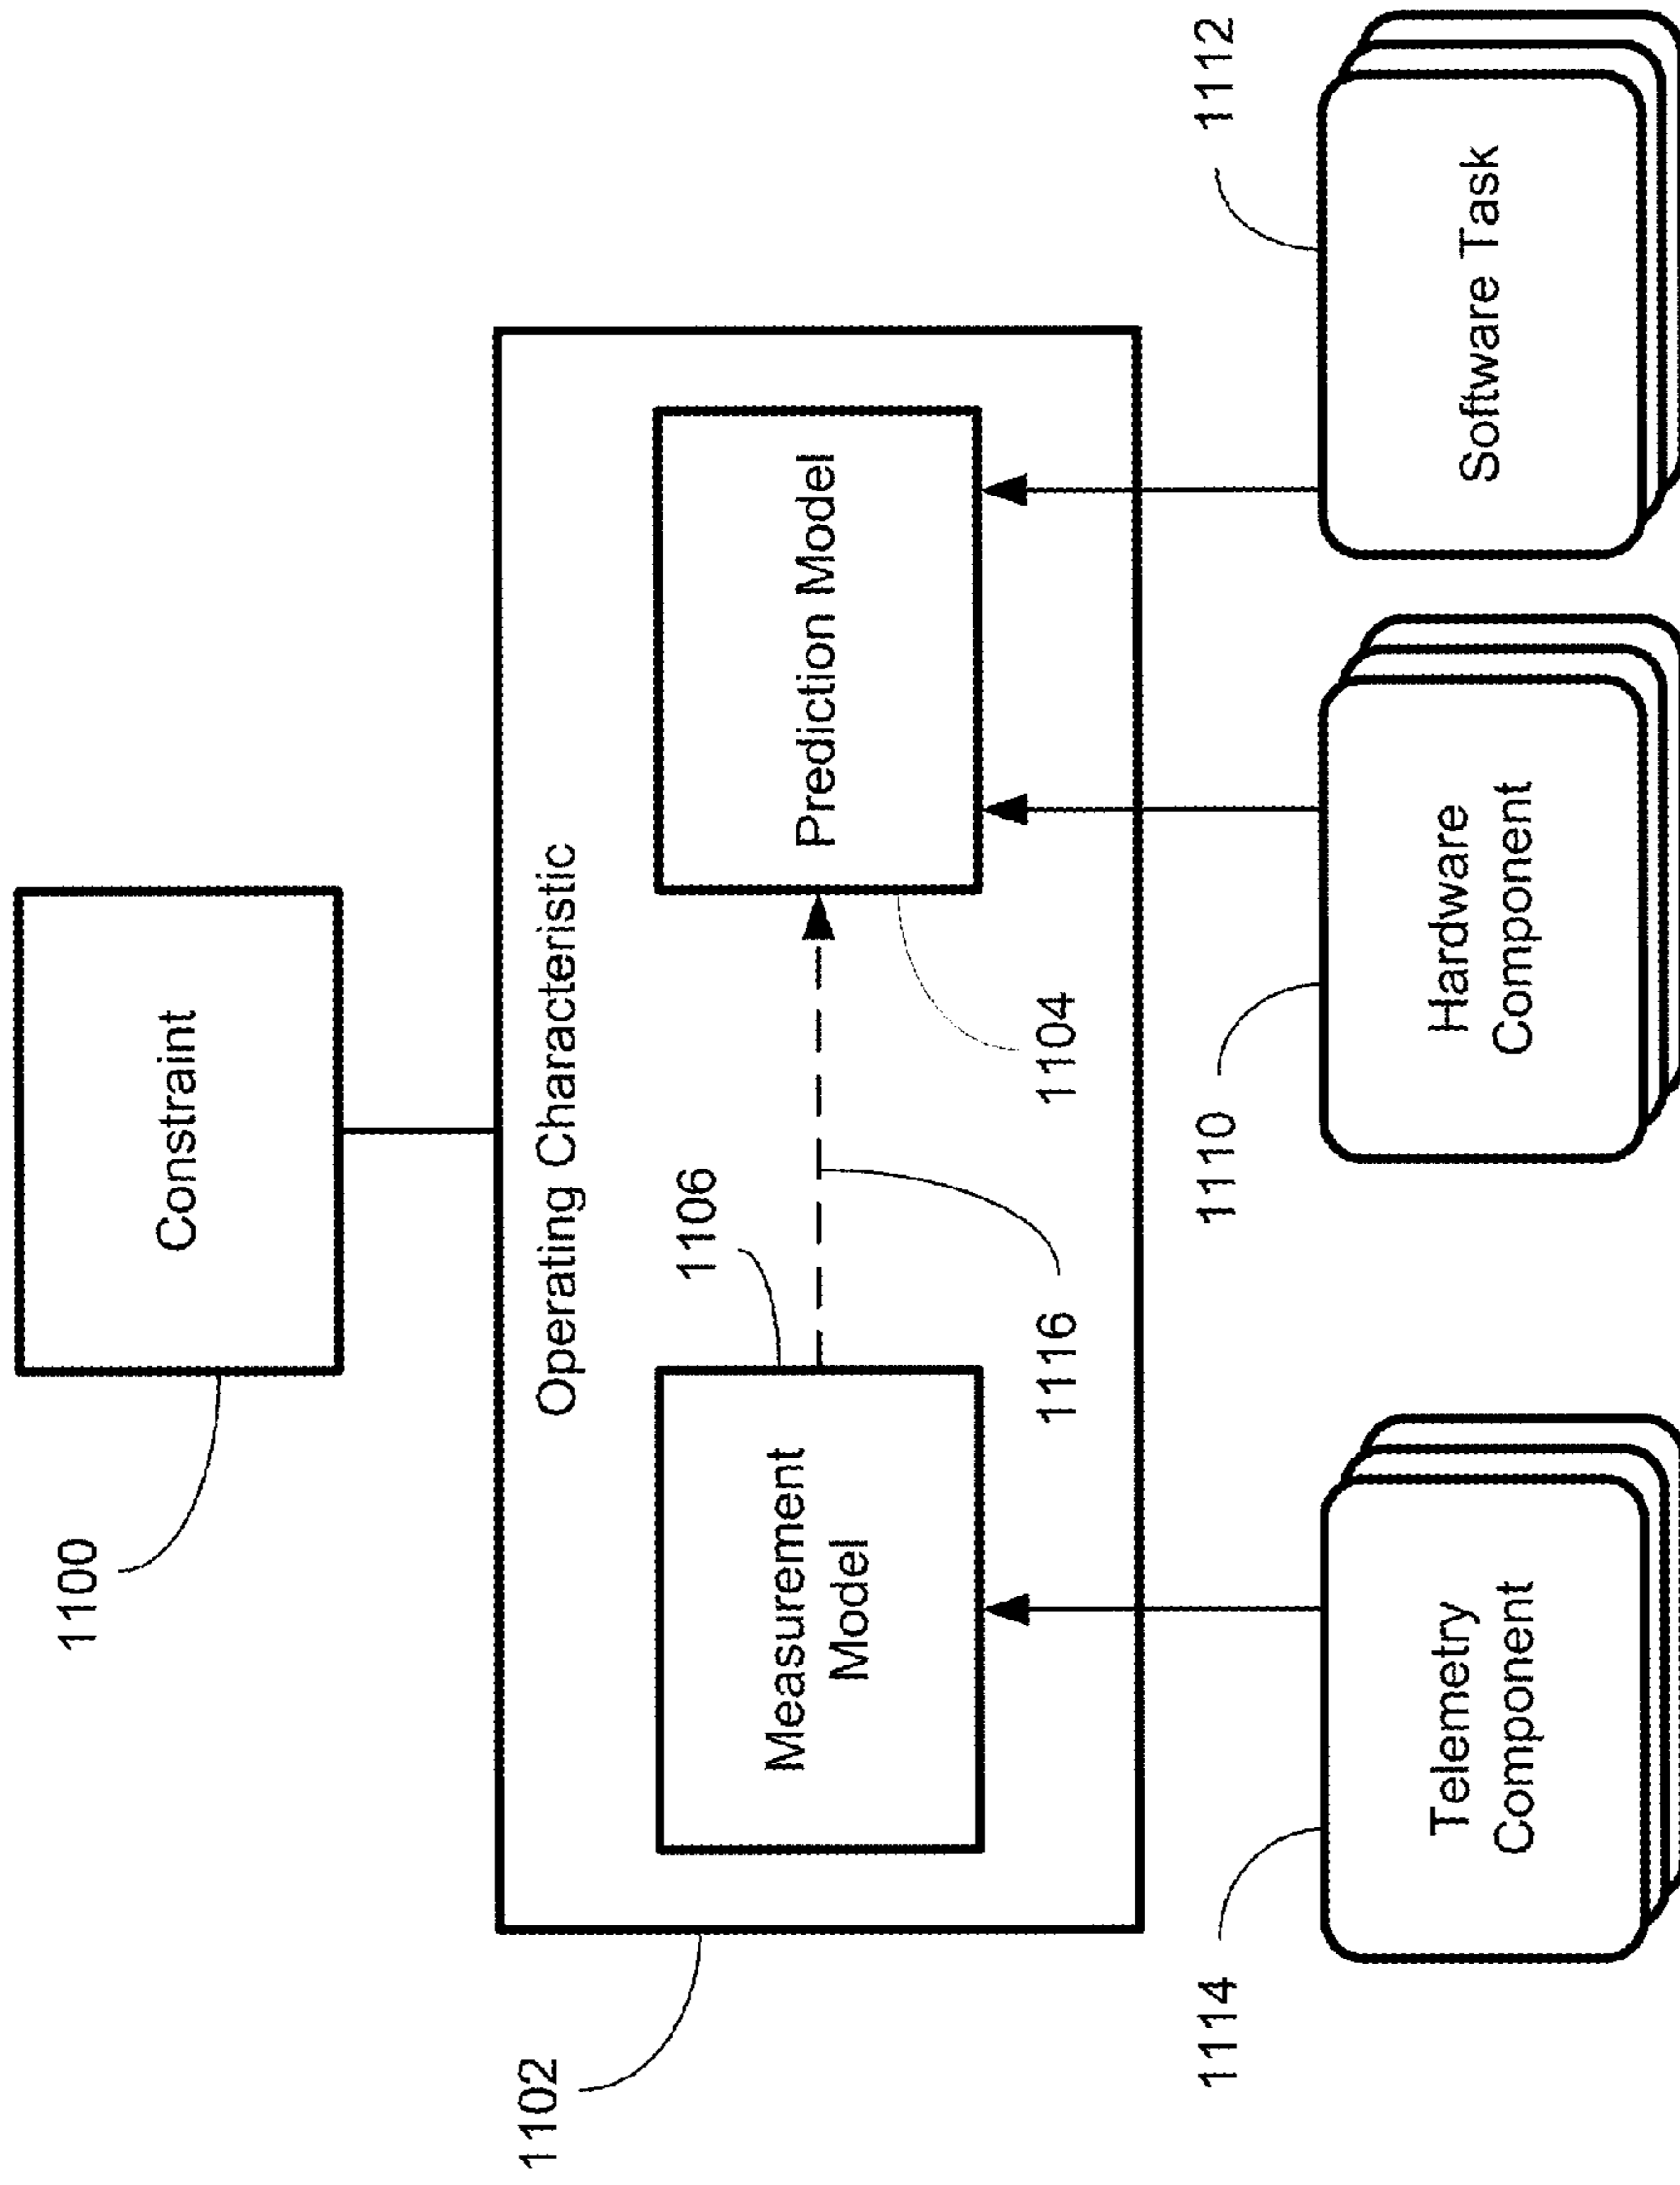 1100
Constraint
1102
Operating Characteristic
1106
Measurement
Model
Prediction Model
1116
1104
1114
1110
1112
Telemetry
Component
Hardware
Component
Software Task